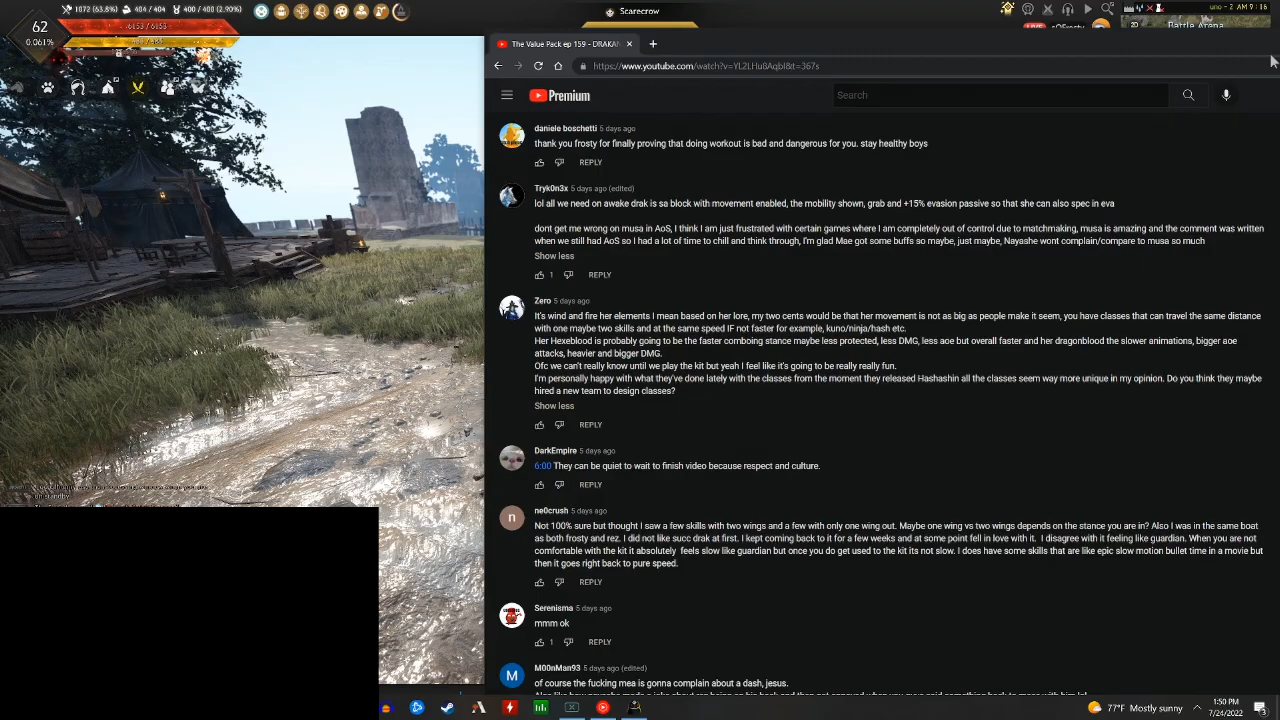 1072 (63.8%) 404 / 404 400 / 400 (2.90%)
Scarecrow
uno - 2 AM 9 : 16
62
6153 / 6153
0.061%
LIVE
20
Battle Arena
The Value Pack ep 159 - DRAKAN
https://www.youtube.com/watch?v=YL2LHu8AqbI&t=367s
Premium
Search
daniele boschetti 5 days ago
thank you frosty for finally proving that doing workout is bad and dangerous for you. stay healthy boys
REPLY
Tryk0n3x 5 days ago (edited)
lol all we need on awake drak is sa block with movement enabled, the mobility shown, grab and +15% evasion passive so that she can also spec in eva
dont get me wrong on musa in AoS, I think I am just frustrated with certain games where I am completely out of control due to matchmaking, musa is amazing and the comment was written
when we still had AoS so I had a lot of time to chill and think through, I'm glad Mae got some buffs so maybe, just maybe, Nayashe wont complain/compare to musa so much
Show less
1 REPLY
Zero 5 days ago
It's wind and fire her elements I mean based on her lore, my two cents would be that her movement is not as big as people make it seem, you have classes that can travel the same distance
with one maybe two skills and at the same speed IF not faster for example, kuno/ninja/hash etc.
Her Hexeblood is probably going to be the faster comboing stance maybe less protected, less DMG, less aoe but overall faster and her dragonblood the slower animations, bigger aoe
attacks, heavier and bigger DMG.
Ofc we can't really know until we play the kit but yeah I feel like it's going to be really really fun.
I'm personally happy with what they've done lately with the classes from the moment they released Hashashin all the classes seem way more unique in my opinion. Do you think they maybe
hired a new team to design classes?
Show less
REPLY
DarkEmpire 5 days ago
6:00 They can be quiet to wait to finish video because respect and culture.
REPLY
n
ne0crush 5 days ago
Not 100% sure but thought I saw a few skills with two wings and a few with only one wing out. Maybe one wing vs two wings depends on the stance you are in? Also I was in the same boat
as both frosty and rez. I did not like succ drak at first. I kept coming back to it for a few weeks and at some point fell in love with it. I disagree with it feeling like guardian. When you are not
comfortable with the kit it absolutely feels slow like guardian but once you do get used to the kit its not slow. I does have some skills that are like epic slow motion bullet time in a movie but
then it goes right back to pure speed.
REPLY
Serenisma 5 days ago
mmm ok
1 REPLY
M
M00nMan93 5 days ago (edited)
of course the fucking mea is gonna complain about a dash, jesus.
on standby
77°F Mostly sunny
1:50 PM
7/24/2022